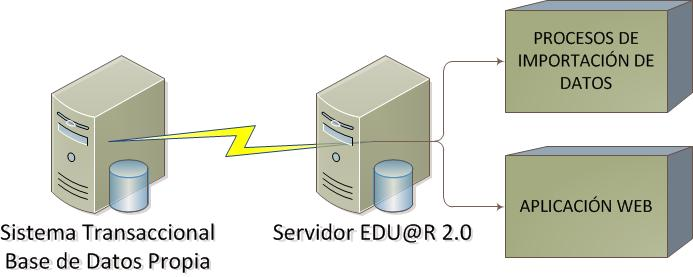 PROCESOS DE
IMPORTACIÓN DE
DATOS
APLICACIÓN WEB
Sistema Transaccional
Base de Datos Propia
Servidor EDU@R 2.0